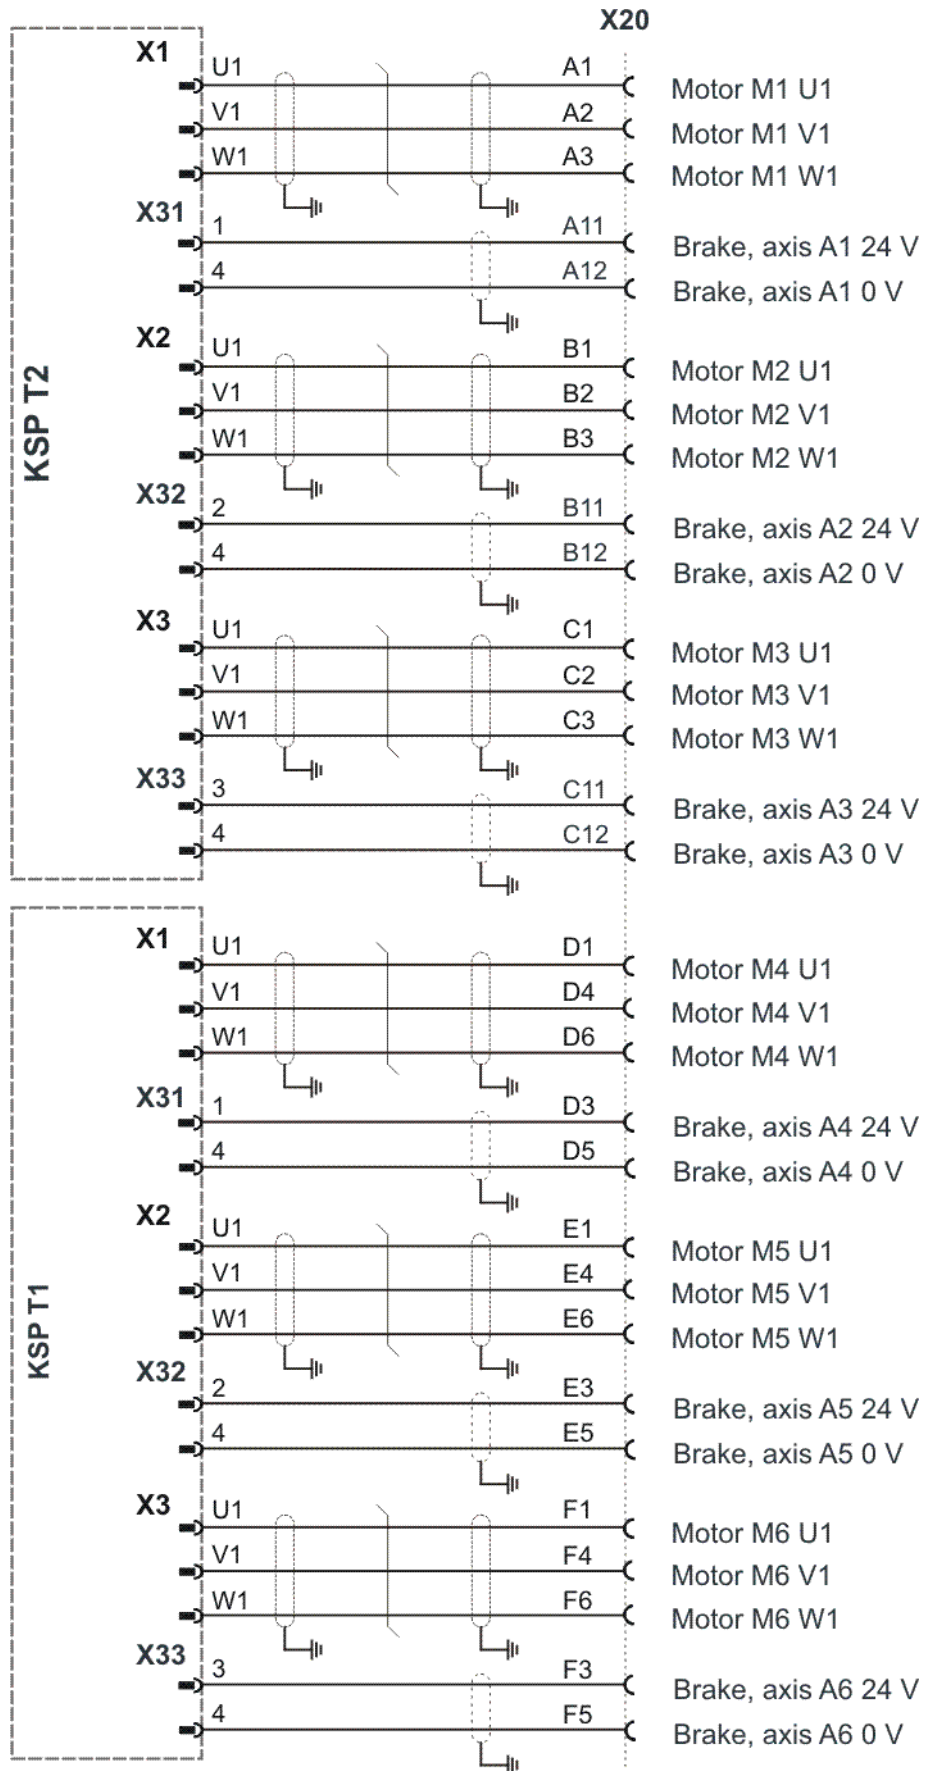 X20
KSP T2
X1
U1 A1 Motor M1 U1
V1 A2 Motor M1 V1
W1 A3 Motor M1 W1
X31
1 A11 Brake, axis A1 24 V
4 A12 Brake, axis A1 0 V
X2
U1 B1 Motor M2 U1
V1 B2 Motor M2 V1
W1 B3 Motor M2 W1
X32
2 B11 Brake, axis A2 24 V
4 B12 Brake, axis A2 0 V
X3
U1 C1 Motor M3 U1
V1 C2 Motor M3 V1
W1 C3 Motor M3 W1
X33
3 C11 Brake, axis A3 24 V
4 C12 Brake, axis A3 0 V
KSP T1
X1
U1 D1 Motor M4 U1
V1 D4 Motor M4 V1
W1 D6 Motor M4 W1
X31
1 D3 Brake, axis A4 24 V
4 D5 Brake, axis A4 0 V
X2
U1 E1 Motor M5 U1
V1 E4 Motor M5 V1
W1 E6 Motor M5 W1
X32
2 E3 Brake, axis A5 24 V
4 E5 Brake, axis A5 0 V
X3
U1 F1 Motor M6 U1
V1 F4 Motor M6 V1
W1 F6 Motor M6 W1
X33
3 F3 Brake, axis A6 24 V
4 F5 Brake, axis A6 0 V